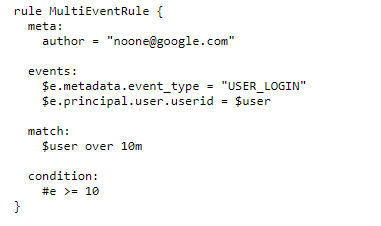 rule MultiEventRule {
  meta:
    author = "noone@google.com"

  events:
    $e.metadata.event_type = "USER_LOGIN"
    $e.principal.user.userid = $user

  match:
    $user over 10m

  condition:
    #e >= 10
}